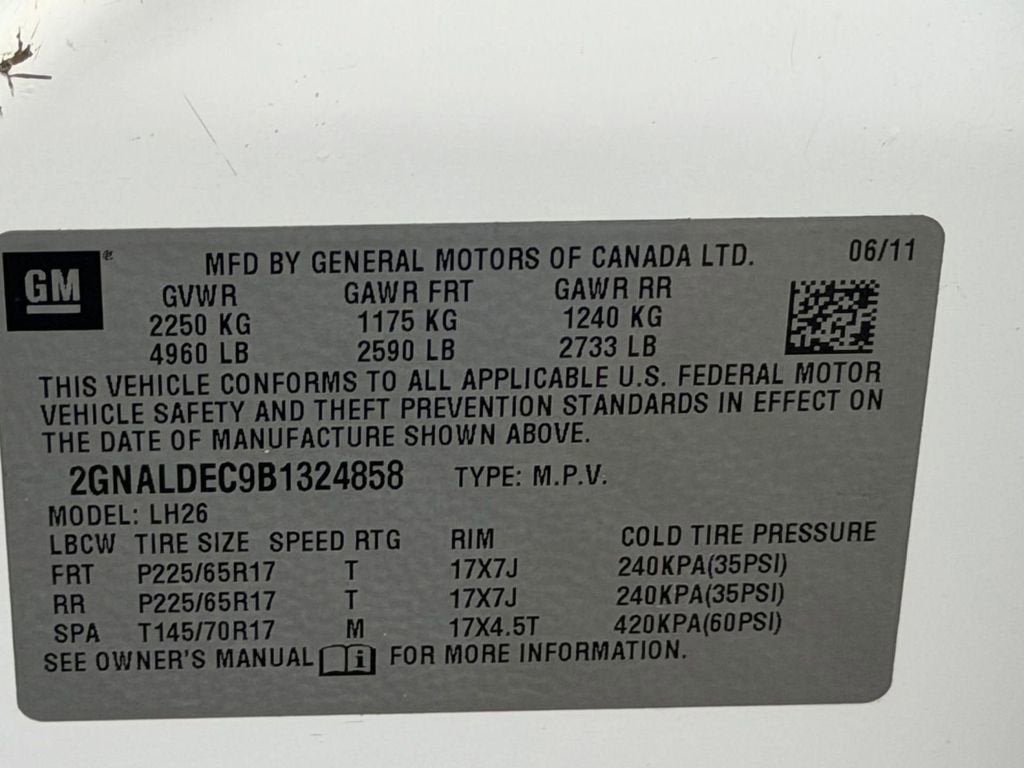 GM
MFD BY GENERAL MOTORS OF CANADA LTD. 06/11
GVWR GAWR FRT GAWR RR
2250 KG 1175 KG 1240 KG
4960 LB 2590 LB 2733 LB
THIS VEHICLE CONFORMS TO ALL APPLICABLE U.S. FEDERAL MOTOR
VEHICLE SAFETY AND THEFT PREVENTION STANDARDS IN EFFECT ON
THE DATE OF MANUFACTURE SHOWN ABOVE.
2GNALDEC9B1324858 TYPE: M.P.V.
MODEL: LH26
LBCW TIRE SIZE SPEED RTG RIM COLD TIRE PRESSURE
FRT P225/65R17 T 17X7J 240KPA(35PSI)
RR P225/65R17 T 17X7J 240KPA(35PSI)
SPA T145/70R17 M 17X4.5T 420KPA(60PSI)
SEE OWNER'S MANUAL i FOR MORE INFORMATION.